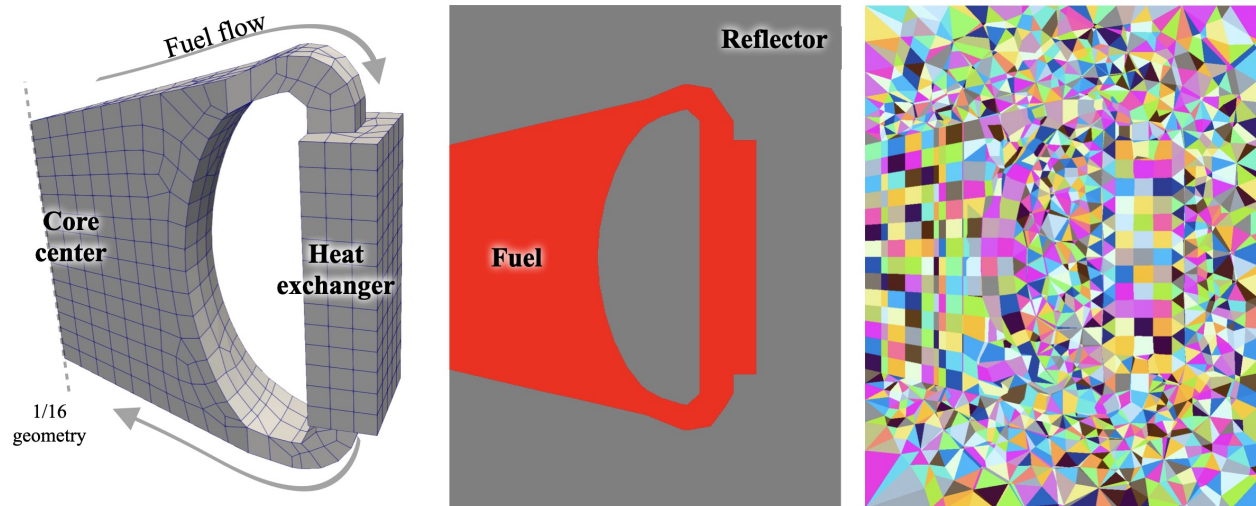 Fuel flow
Core
center
Heat
exchanger
1/16
geometry
Reflector
Fuel